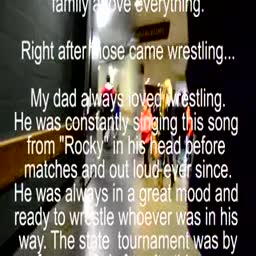 family above everything.
Right after those came wrestling...
My dad always loved wrestling.
He was constantly singing this song
from "Rocky" in his head before
matches and out loud ever since.
He was always in a great mood and
ready to wrestle whoever was in his
way. The state tournament was by